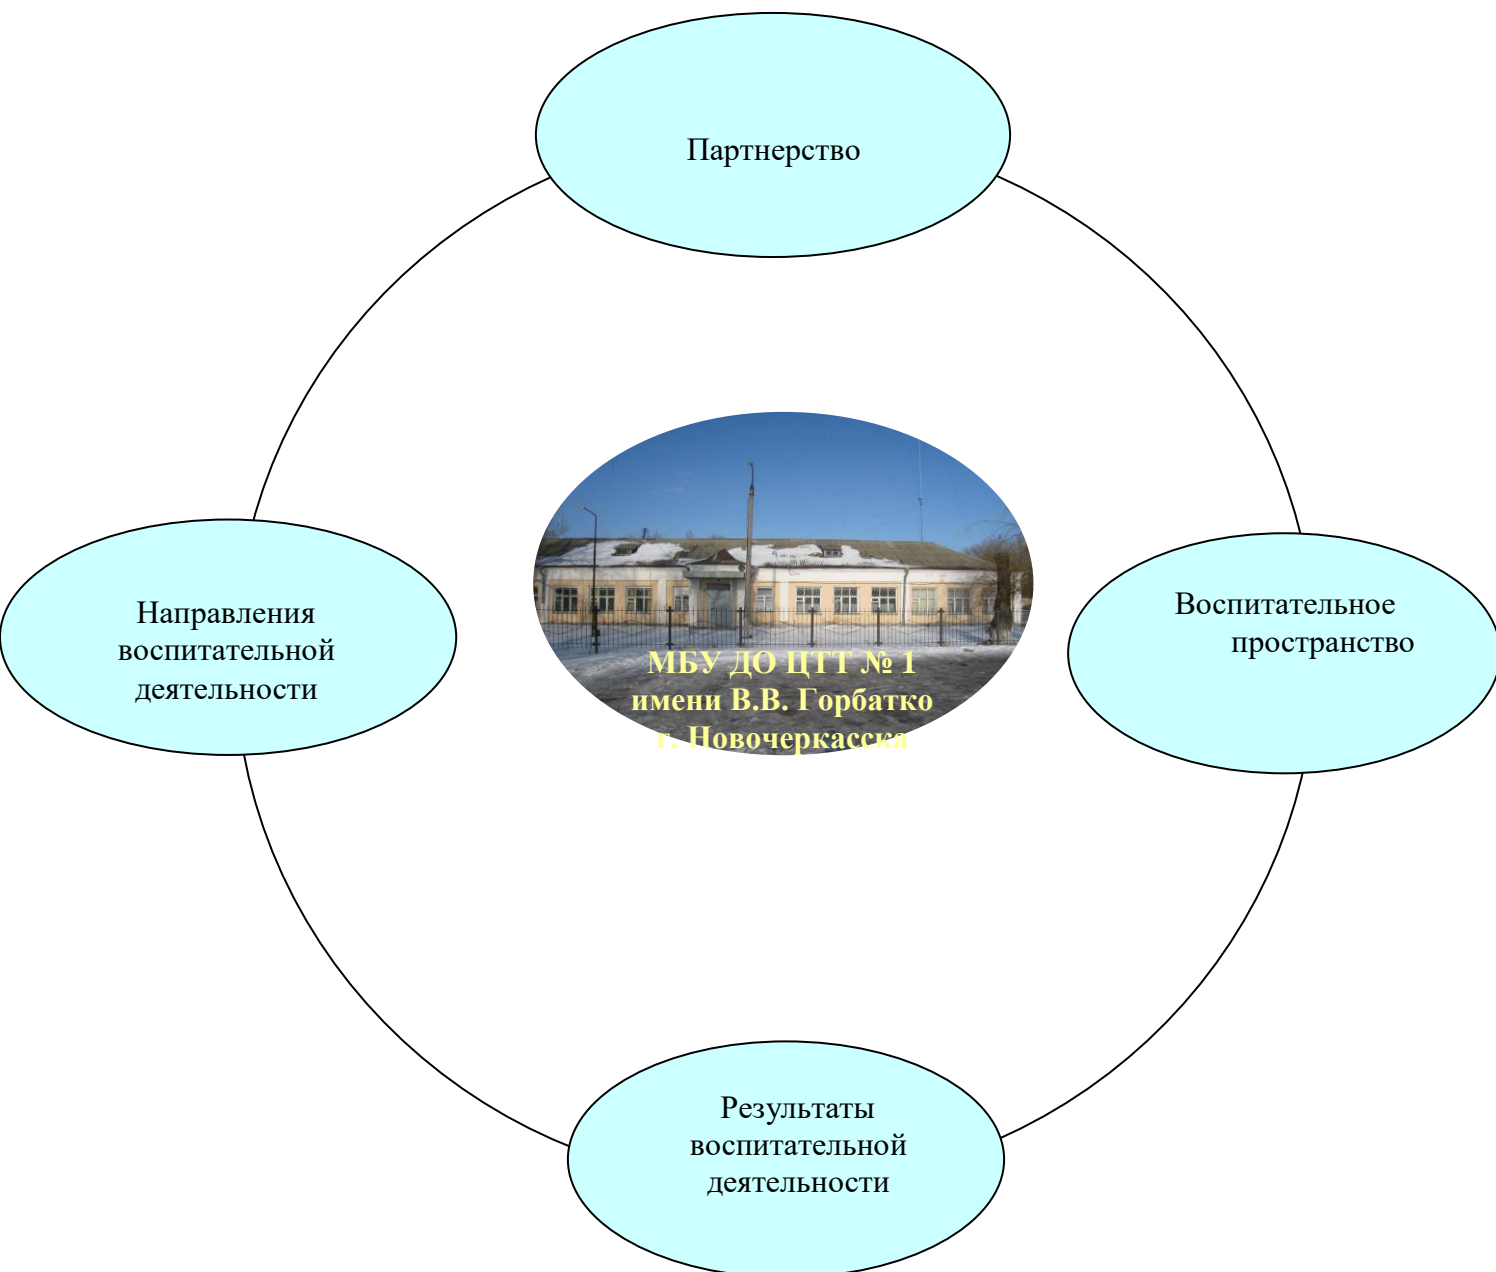 Партнерство
Направления
воспитательной
деятельности
МБУ ДО ЦТТ № 1
имени В.В. Горбатко
г. Новочеркасска
Воспитательное
пространство
Результаты
воспитательной
деятельности